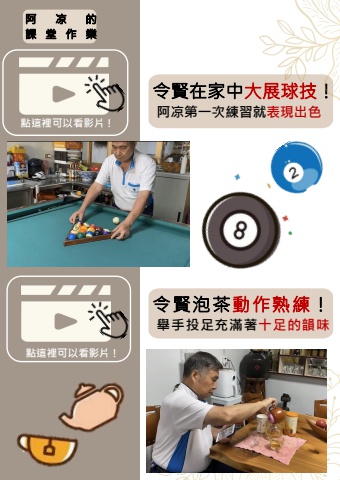 阿凉的
課堂作業
點這裡可以看影片！
令賢在家中大展球技！
阿凉第一次練習就表現出色
2
8
點這裡可以看影片！
令賢泡茶動作熟練！
舉手投足充滿著十足的韻味